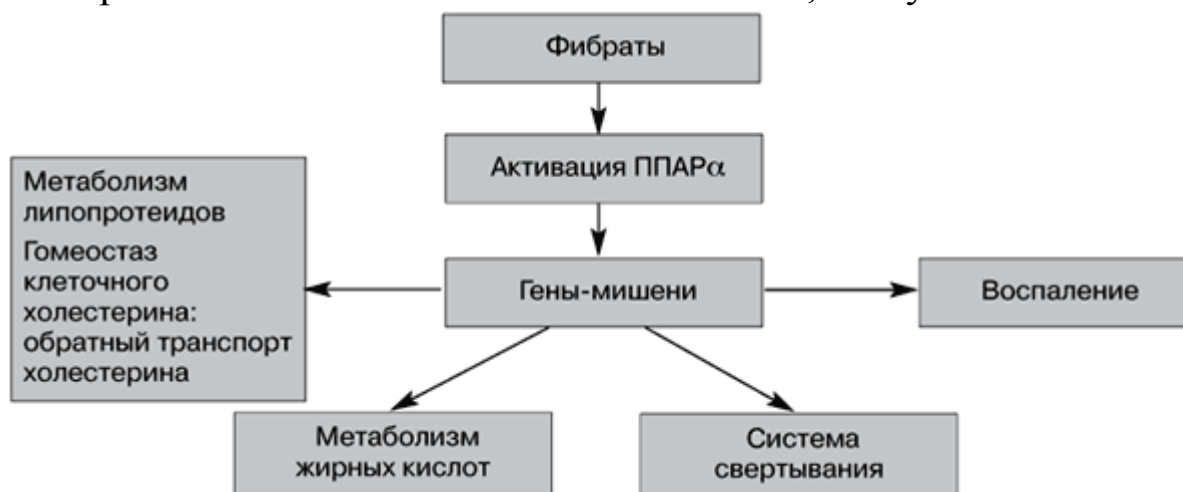 Фибраты
Активация ППАРα
Метаболизм
липопротеидов
Гомеостаз
клеточного
холестерина:
обратный транспорт
холестерина
Гены-мишени
Воспаление
Метаболизм
жирных кислот
Система
свертывания